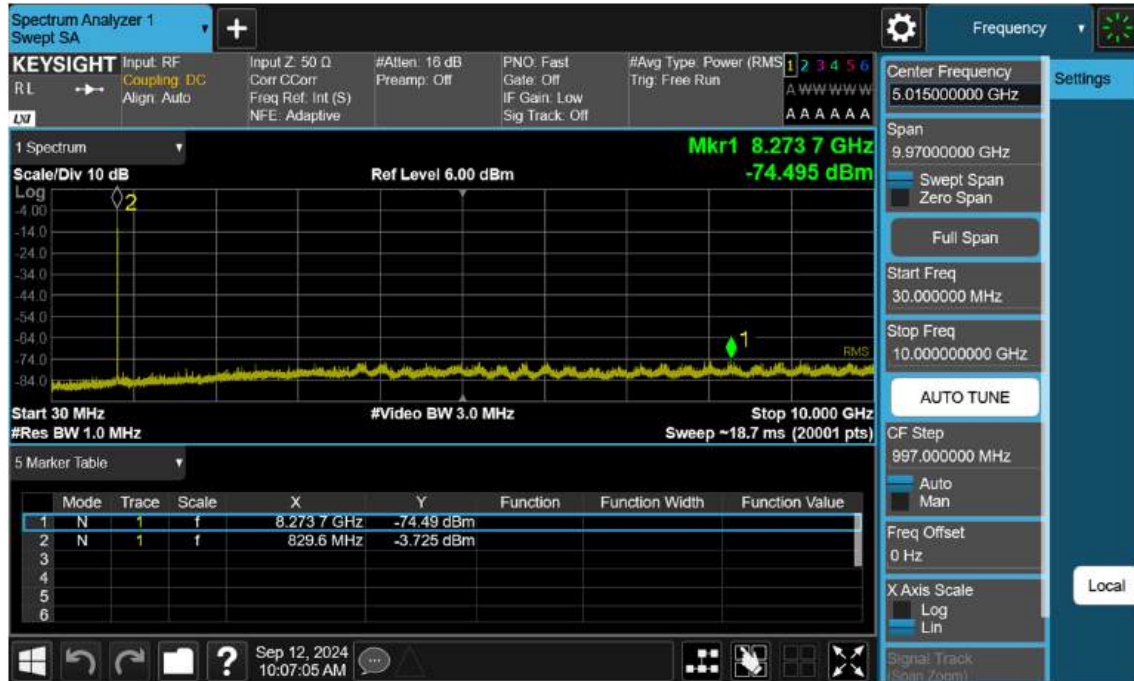 Spectrum Analyzer 1
Swept SA
Frequency
KEYSIGHT
RL
LXI
Input: RF
Coupling: DC
Align: Auto
Input Z: 50 Ω
Corr CCorr
Freq Ref: Int (S)
NFE: Adaptive
#Atten: 16 dB
Preamp: Off
PNO: Fast
Gate: Off
IF Gain: Low
Sig Track: Off
#Avg Type: Power (RMS
Trig: Free Run
1 2 3 4 5 6
A W W W W W
A A A A A A
1 Spectrum
Mkr1 8.273 7 GHz
Scale/Div 10 dB
Ref Level 6.00 dBm
-74.495 dBm
Log
-4.00
-14.0
-24.0
-34.0
-44.0
-54.0
-64.0
-74.0
-84.0
2
1
RMS
Start 30 MHz
#Video BW 3.0 MHz
Stop 10.000 GHz
#Res BW 1.0 MHz
Sweep ~18.7 ms (20001 pts)
5 Marker Table
Mode Trace Scale X Y Function Function Width Function Value
1 N 1 f 8.273 7 GHz -74.49 dBm
2 N 1 f 829.6 MHz -3.725 dBm
3
4
5
6
Sep 12, 2024
10:07:05 AM
Center Frequency
5.015000000 GHz
Settings
Span
9.97000000 GHz
Swept Span
Zero Span
Full Span
Start Freq
30.000000 MHz
Stop Freq
10.000000000 GHz
AUTO TUNE
CF Step
997.000000 MHz
Auto
Man
Freq Offset
0 Hz
Local
X Axis Scale
Log
Lin
Signal Track
(Span Zoom)